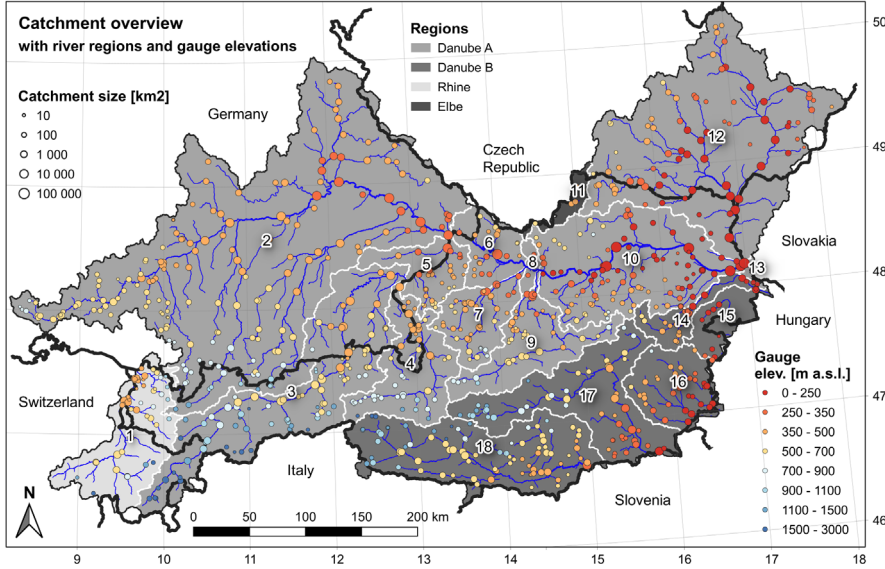 Catchment overview
with river regions and gauge elevations
Catchment size [km2]
10
100
1 000
10 000
100 000
Regions
Danube A
Danube B
Rhine
Elbe
Germany
Czech
Republic
Slovakia
Hungary
Slovenia
Italy
Switzerland
1
2
3
4
5
6
7
8
9
10
11
12
13
14
15
16
17
18
Gauge
elev. [m a.s.l.]
0 - 250
250 - 350
350 - 500
500 - 700
700 - 900
900 - 1100
1100 - 1500
1500 - 3000
N
0 50 100 150 200 km
50
49
48
47
46
9 10 11 12 13 14 15 16 17 18